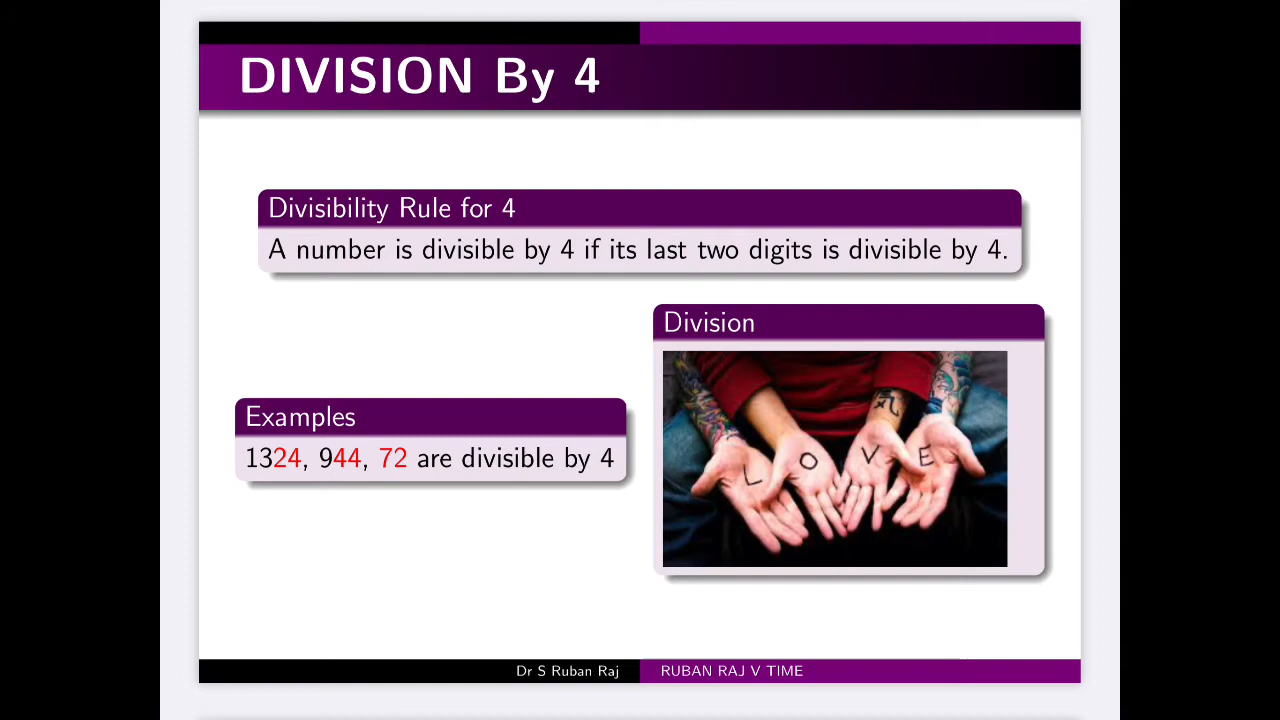 DIVISION By 4
Divisibility Rule for 4
A number is divisible by 4 if its last two digits is divisible by 4.
Division
L O V E
Examples
1324, 944, 72 are divisible by 4
Dr S Ruban Raj
RUBAN RAJ V TIME